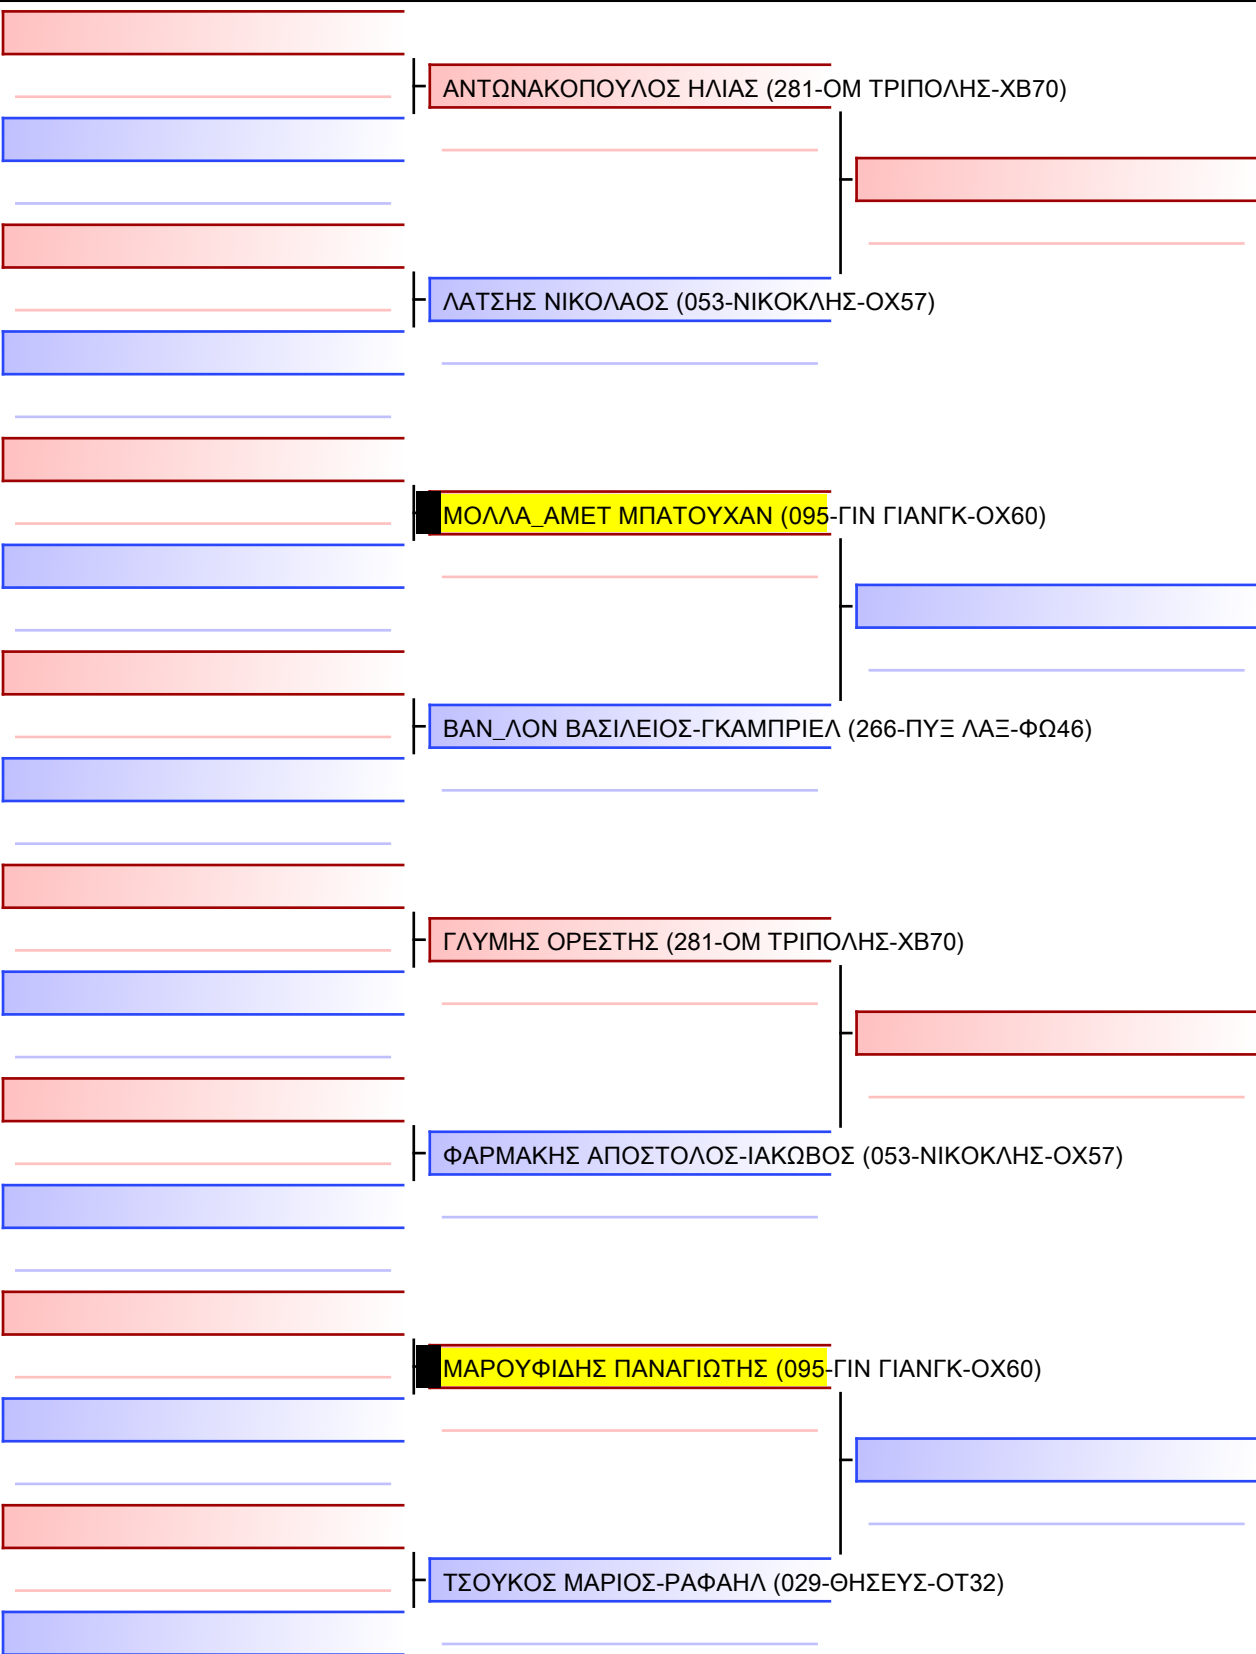 ΑΝΤΩΝΑΚΟΠΟΥΛΟΣ ΗΛΙΑΣ (281-ΟΜ ΤΡΙΠΟΛΗΣ-ΧΒ70)
ΛΑΤΣΗΣ ΝΙΚΟΛΑΟΣ (053-ΝΙΚΟΚΛΗΣ-ΟΧ57)
ΜΟΛΛΑ_ΑΜΕΤ ΜΠΑΤΟΥΧΑΝ (095-ΓΙΝ ΓΙΑΝΓΚ-ΟΧ60)
ΒΑΝ_ΛΟΝ ΒΑΣΙΛΕΙΟΣ-ΓΚΑΜΠΡΙΕΛ (266-ΠΥΞ ΛΑΞ-ΦΩ46)
ΓΛΥΜΗΣ ΟΡΕΣΤΗΣ (281-ΟΜ ΤΡΙΠΟΛΗΣ-ΧΒ70)
ΦΑΡΜΑΚΗΣ ΑΠΟΣΤΟΛΟΣ-ΙΑΚΩΒΟΣ (053-ΝΙΚΟΚΛΗΣ-ΟΧ57)
ΜΑΡΟΥΦΙΔΗΣ ΠΑΝΑΓΙΩΤΗΣ (095-ΓΙΝ ΓΙΑΝΓΚ-ΟΧ60)
ΤΣΟΥΚΟΣ ΜΑΡΙΟΣ-ΡΑΦΑΗΛ (029-ΘΗΣΕΥΣ-ΟΤ32)